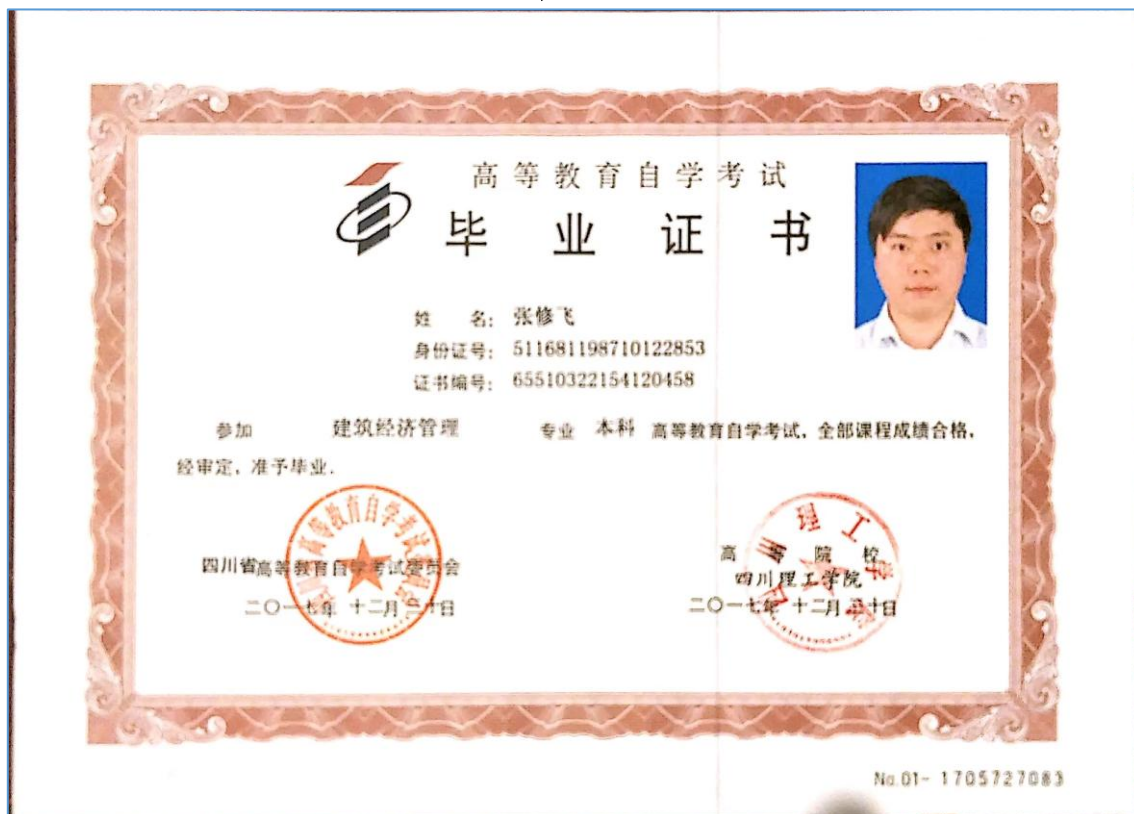 高等教育自学考试
毕业证书
姓 名: 张修飞
身份证号: 511681198710122853
证书编号: 65510322154120458
参加 建筑经济管理 专业 本科 高等教育自学考试, 全部课程成绩合格,
经审定, 准予毕业.
四川省高等教育自学考试委员会
二〇一七年 十二月 三十日
高 等 院 校
四川理工学院
二〇一七年 十二月 三十日
No.01- 1705727083